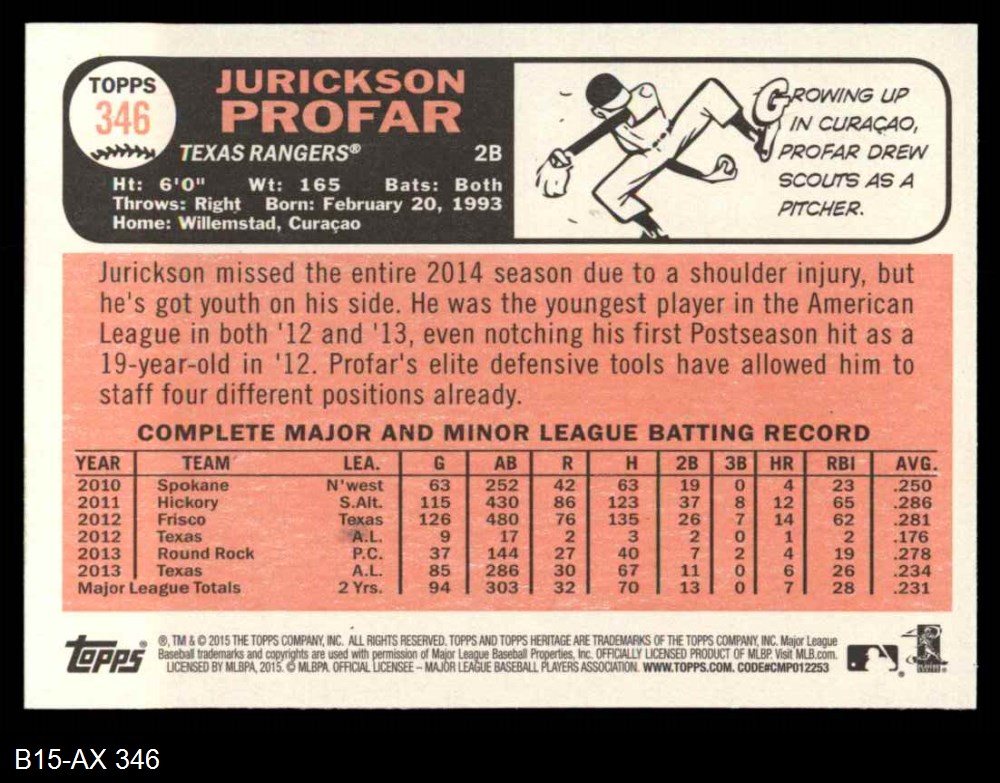 TOPPS
346
JURICKSON
PROFAR
TEXAS RANGERS® 2B
Ht: 6'0" Wt: 165 Bats: Both
Throws: Right Born: February 20, 1993
Home: Willemstad, Curaçao
GROWING UP
IN CURAÇAO,
PROFAR DREW
SCOUTS AS A
PITCHER.
Jurickson missed the entire 2014 season due to a shoulder injury, but
he's got youth on his side. He was the youngest player in the American
League in both '12 and '13, even notching his first Postseason hit as a
19-year-old in '12. Profar's elite defensive tools have allowed him to
staff four different positions already.
COMPLETE MAJOR AND MINOR LEAGUE BATTING RECORD
YEAR TEAM LEA. G AB R H 2B 3B HR RBI AVG.
2010 Spokane N'west 63 252 42 63 19 0 4 23 .250
2011 Hickory S.Alt. 115 430 86 123 37 8 12 65 .286
2012 Frisco Texas 126 480 76 135 26 7 14 62 .281
2012 Texas A.L. 9 17 2 3 2 0 1 2 .176
2013 Round Rock P.C. 37 144 27 40 7 2 4 19 .278
2013 Texas A.L. 85 286 30 67 11 0 6 26 .234
Major League Totals 2 Yrs. 94 303 32 70 13 0 7 28 .231
Topps®
®, TM & © 2015 THE TOPPS COMPANY, INC. ALL RIGHTS RESERVED. TOPPS AND TOPPS HERITAGE ARE TRADEMARKS OF THE TOPPS COMPANY, INC. Major League
Baseball trademarks and copyrights are used with permission of Major League Baseball Properties, Inc. OFFICIALLY LICENSED PRODUCT OF MLBP. Visit MLB.com.
LICENSED BY MLBPA, 2015. © MLBPA. OFFICIAL LICENSEE – MAJOR LEAGUE BASEBALL PLAYERS ASSOCIATION. WWW.TOPPS.COM. CODE#CMP012253
B15-AX 346